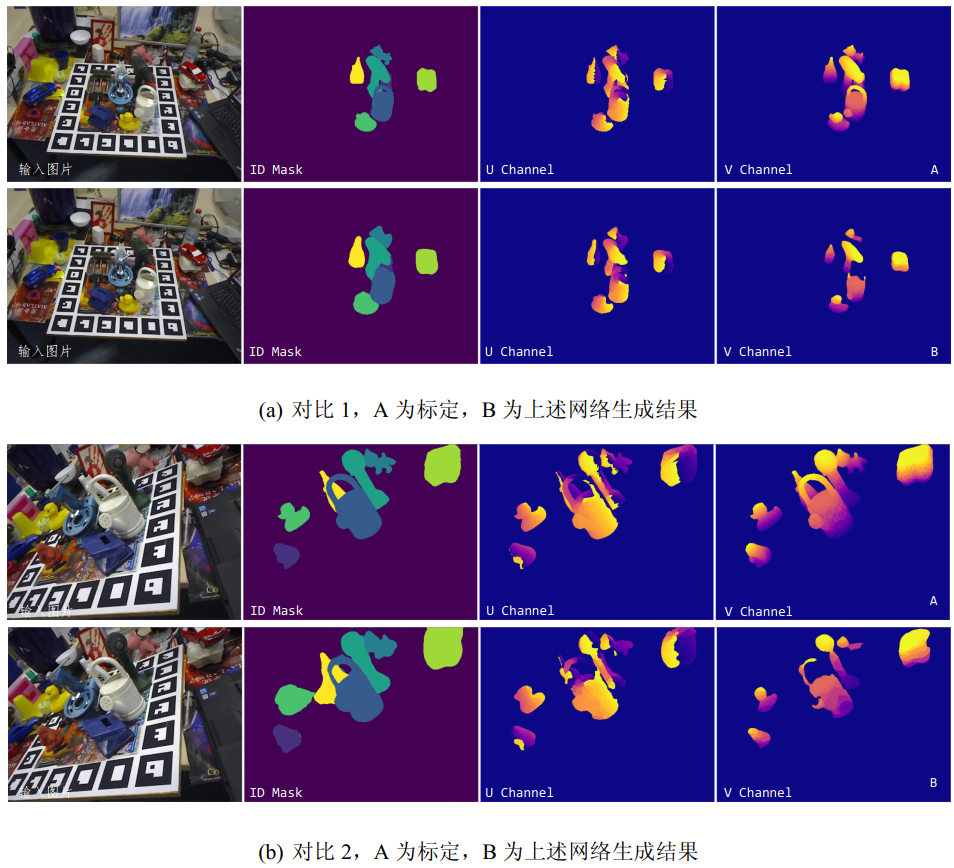 输入图片
ID Mask
U Channel
V Channel
A
输入图片
ID Mask
U Channel
V Channel
B
(a) 对比 1，A 为标定，B 为上述网络生成结果
输入图片
ID Mask
U Channel
V Channel
A
输入图片
ID Mask
U Channel
V Channel
B
(b) 对比 2，A 为标定，B 为上述网络生成结果